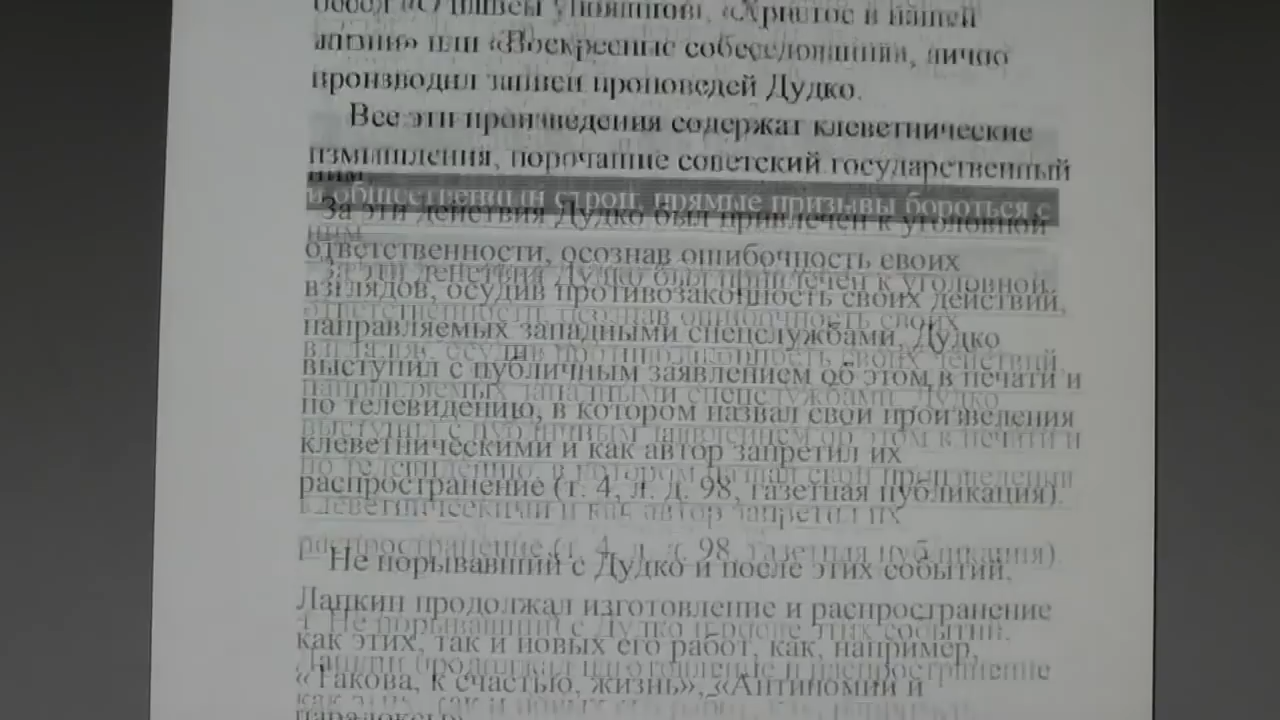 бесед «О нашем уповании», «Христос в нашей
жизни» или «Воскресные собеседования, лично
производил записи проповедей Дудко.
Все эти произведения содержат клеветнические
измышления, порочащие советский государственный
и общественный строй, прямые призывы бороться с
ним.
За эти действия Дудко был привлечен к уголовной
ответственности, осознав ошибочность своих
взглядов, осудив противозаконность своих действий,
направляемых западными спецслужбами, Дудко
выступил с публичным заявлением об этом в печати и
по телевидению, в котором назвал свои произведения
клеветническими и как автор запретил их
распространение (т. 4, л. д. 98, газетная публикация).
Не порывавший с Дудко и после этих событий,
Лапкин продолжал изготовление и распространение
как этих, так и новых его работ, как, например,
«Такова, к счастью, жизнь», «Антиномии и
парадоксы»